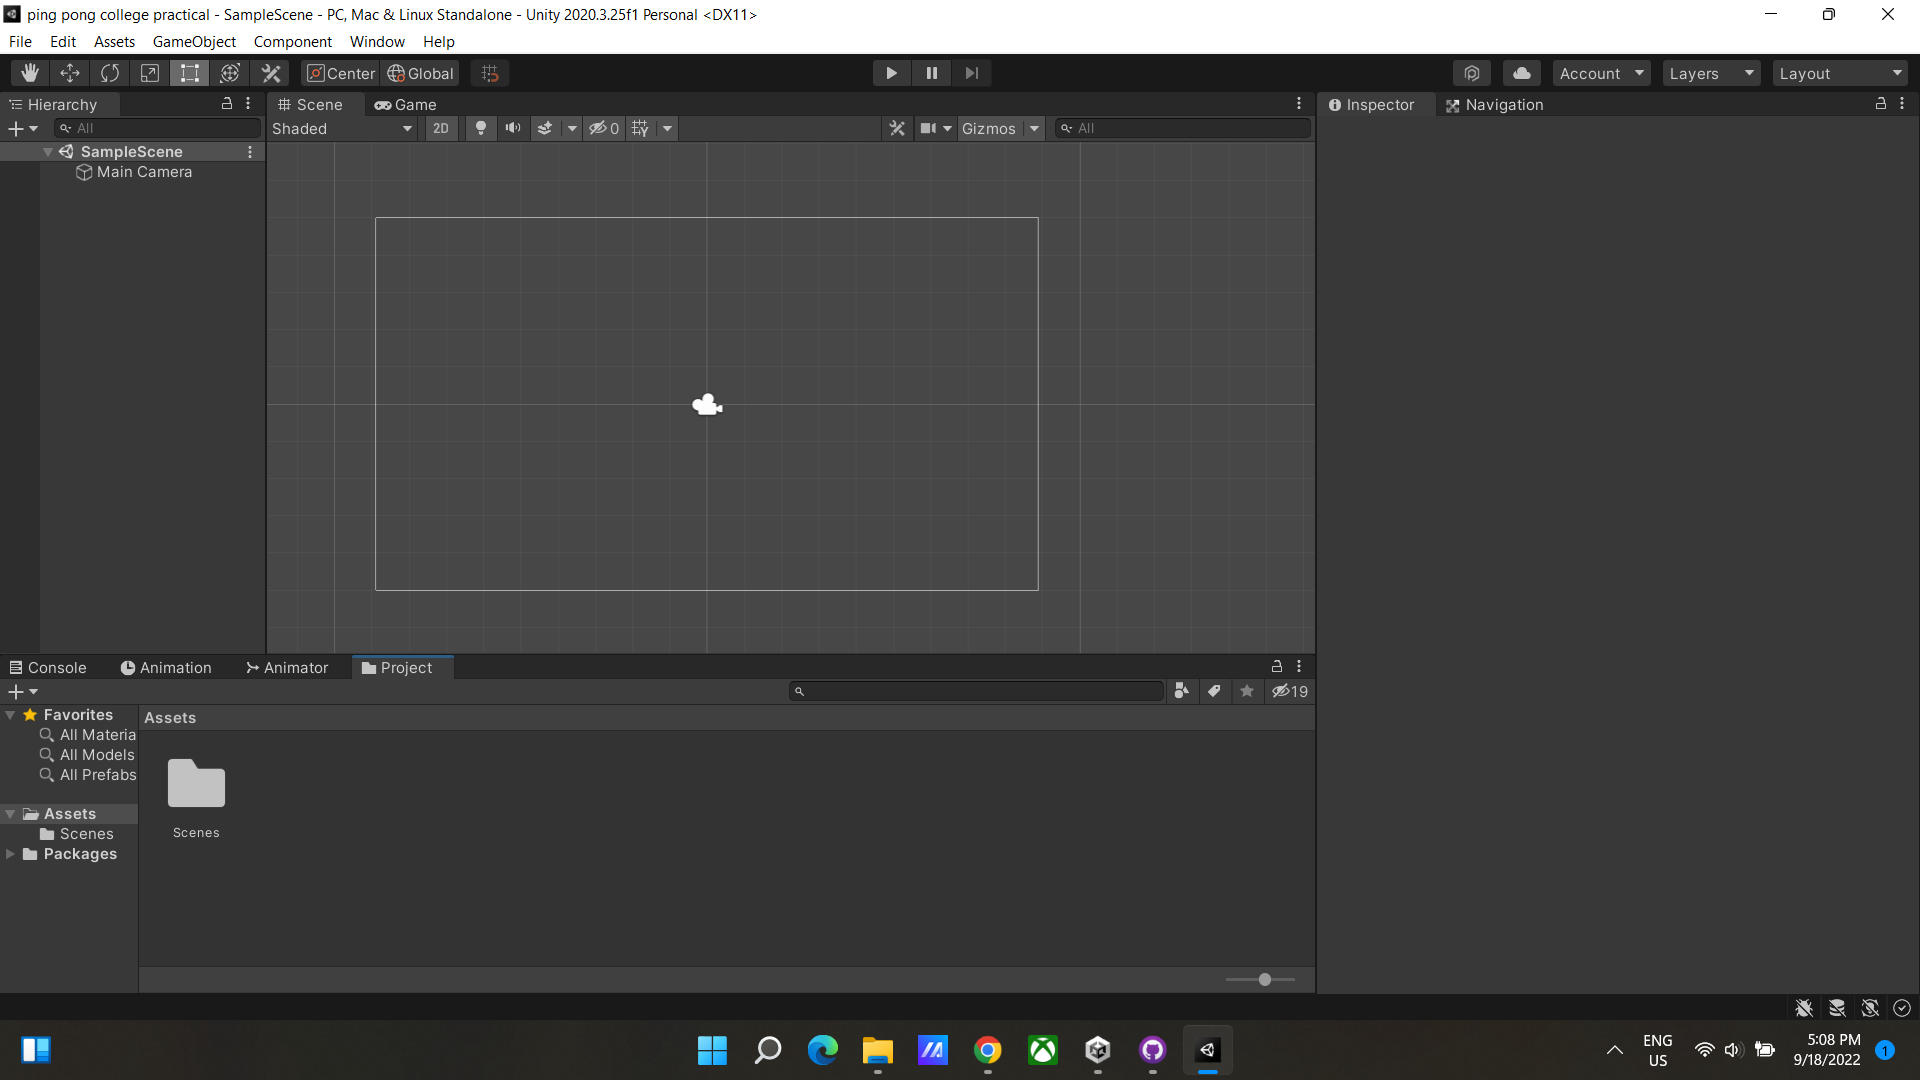 ping pong college practical - SampleScene - PC, Mac & Linux Standalone - Unity 2020.3.25f1 Personal <DX11>
File Edit Assets GameObject Component Window Help
Center Global Account Layers Layout
Hierarchy Scene Game Inspector Navigation
All Shaded 2D 0 Gizmos All
SampleScene
Main Camera
Console Animation Animator Project
19
Favorites Assets
All Materia
All Models
All Prefabs
Assets
Scenes Scenes
Packages
ENG 5:08 PM
US 9/18/2022 1